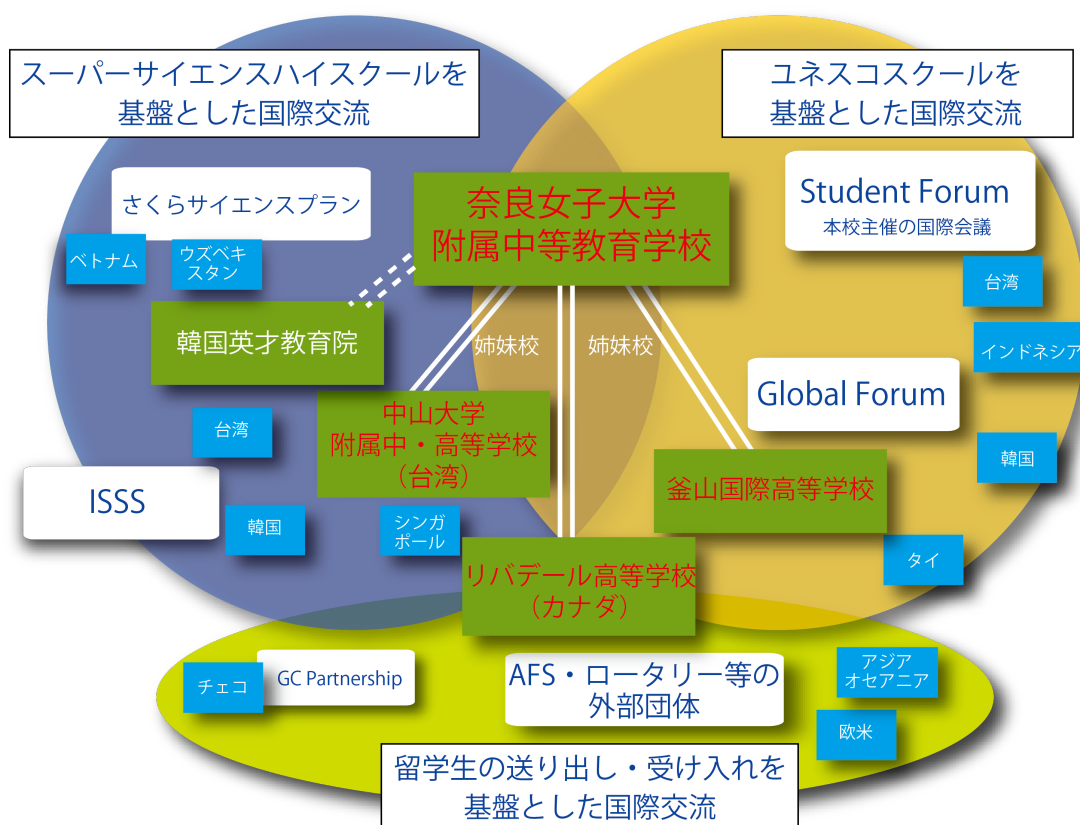 スーパーサイエンスハイスクールを
基盤とした国際交流
ユネスコスクールを
基盤とした国際交流
さくらサイエンスプラン
ベトナム
ウズベキ
スタン
奈良女子大学
附属中等教育学校
Student Forum
本校主催の国際会議
台湾
インドネシア
韓国英才教育院
姉妹校
姉妹校
Global Forum
台湾
中山大学
附属中・高等学校
（台湾）
韓国
ISSS
韓国
シンガ
ポール
釜山国際高等学校
タイ
リバデール高等学校
（カナダ）
チェコ
GC Partnership
AFS・ロータリー等の
外部団体
アジア
オセアニア
欧米
留学生の送り出し・受け入れを
基盤とした国際交流